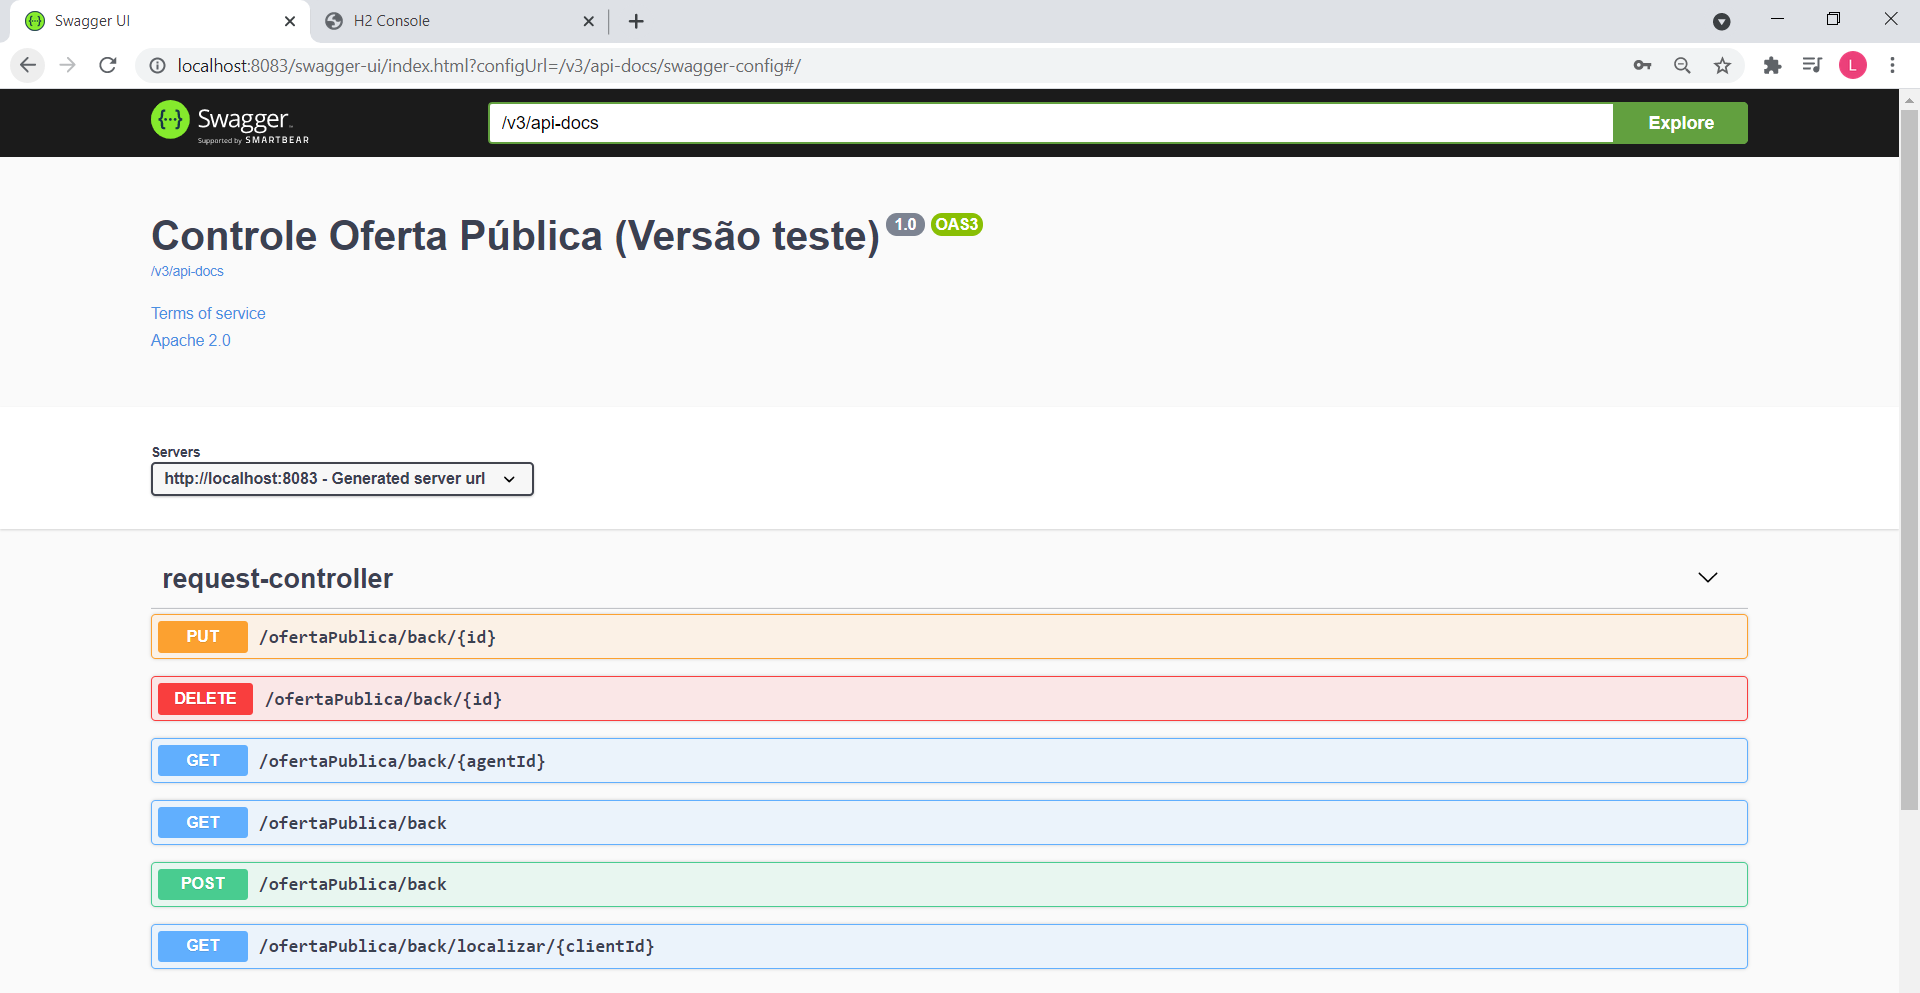 Swagger UI
H2 Console
localhost:8083/swagger-ui/index.html?configUrl=/v3/api-docs/swagger-config#/
L
Swagger
Supported by SMARTBEAR
/v3/api-docs
Explore
Controle Oferta Pública (Versão teste) 1.0 OAS3
/v3/api-docs
Terms of service
Apache 2.0
Servers
http://localhost:8083 - Generated server url
request-controller
PUT /ofertaPublica/back/{id}
DELETE /ofertaPublica/back/{id}
GET /ofertaPublica/back/{agentId}
GET /ofertaPublica/back
POST /ofertaPublica/back
GET /ofertaPublica/back/localizar/{clientId}